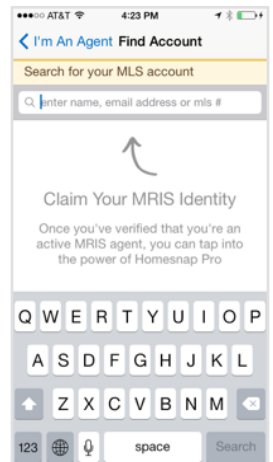 AT&T 4:23 PM
I'm An Agent Find Account
Search for your MLS account
enter name, email address or mls #
Claim Your MRIS Identity
Once you've verified that you're an
active MRIS agent, you can tap into
the power of Homesnap Pro
Q W E R T Y U I O P
A S D F G H J K L
Z X C V B N M
123 space Search